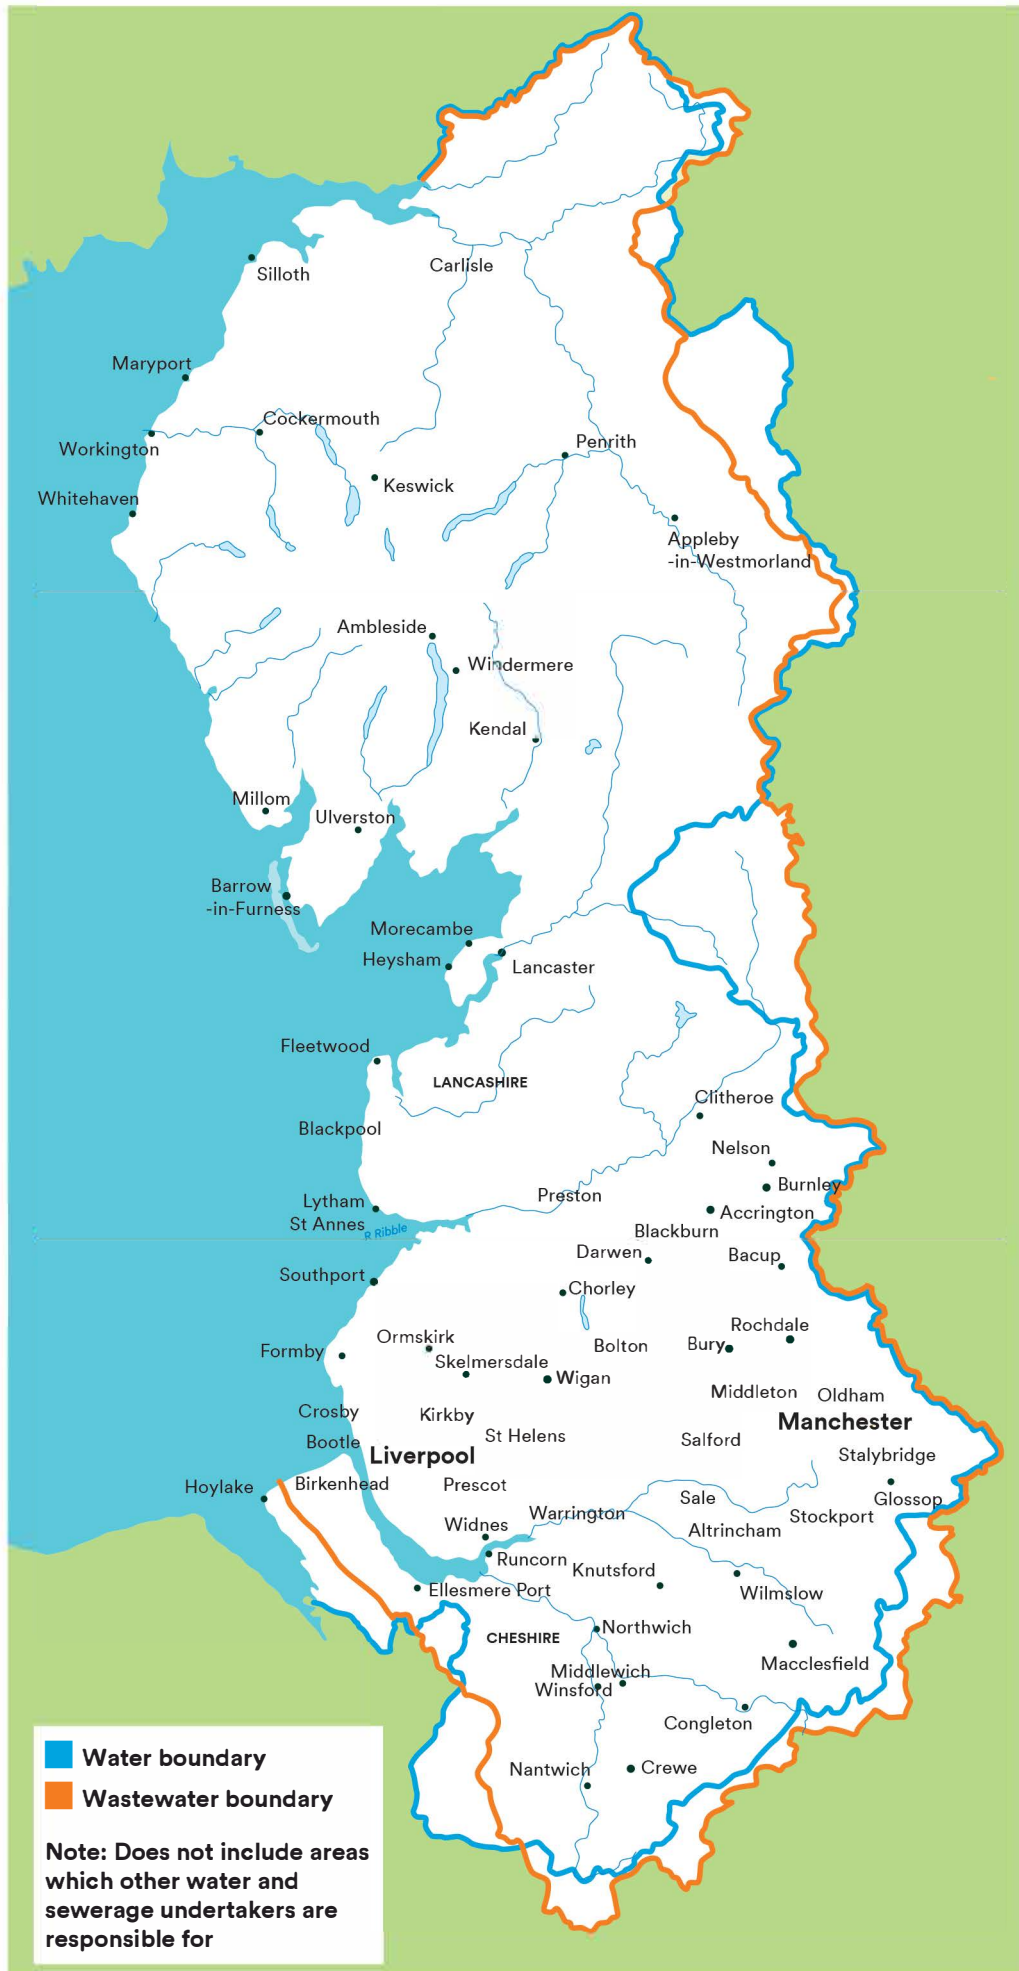 Silloth
Carlisle
Maryport
Cockermouth
Workington
Penrith
Keswick
Whitehaven
Appleby
-in-Westmorland
Ambleside
Windermere
Kendal
Millom
Ulverston
Barrow
-in-Furness
Morecambe
Heysham
Lancaster
Fleetwood
LANCASHIRE
Clitheroe
Blackpool
Nelson
Burnley
Preston
Lytham
St Annes
R Ribble
Accrington
Blackburn
Darwen
Bacup
Southport
Chorley
Rochdale
Ormskirk
Bolton
Bury
Formby
Skelmersdale
Wigan
Middleton
Oldham
Crosby
Kirkby
Manchester
Bootle
St Helens
Salford
Liverpool
Stalybridge
Hoylake
Birkenhead
Prescot
Sale
Glossop
Warrington
Stockport
Widnes
Altrincham
Runcorn
Knutsford
Ellesmere Port
Wilmslow
Northwich
CHESHIRE
Macclesfield
Middlewich
Winsford
Congleton
Nantwich
Crewe
Water boundary
Wastewater boundary
Note: Does not include areas
which other water and
sewerage undertakers are
responsible for